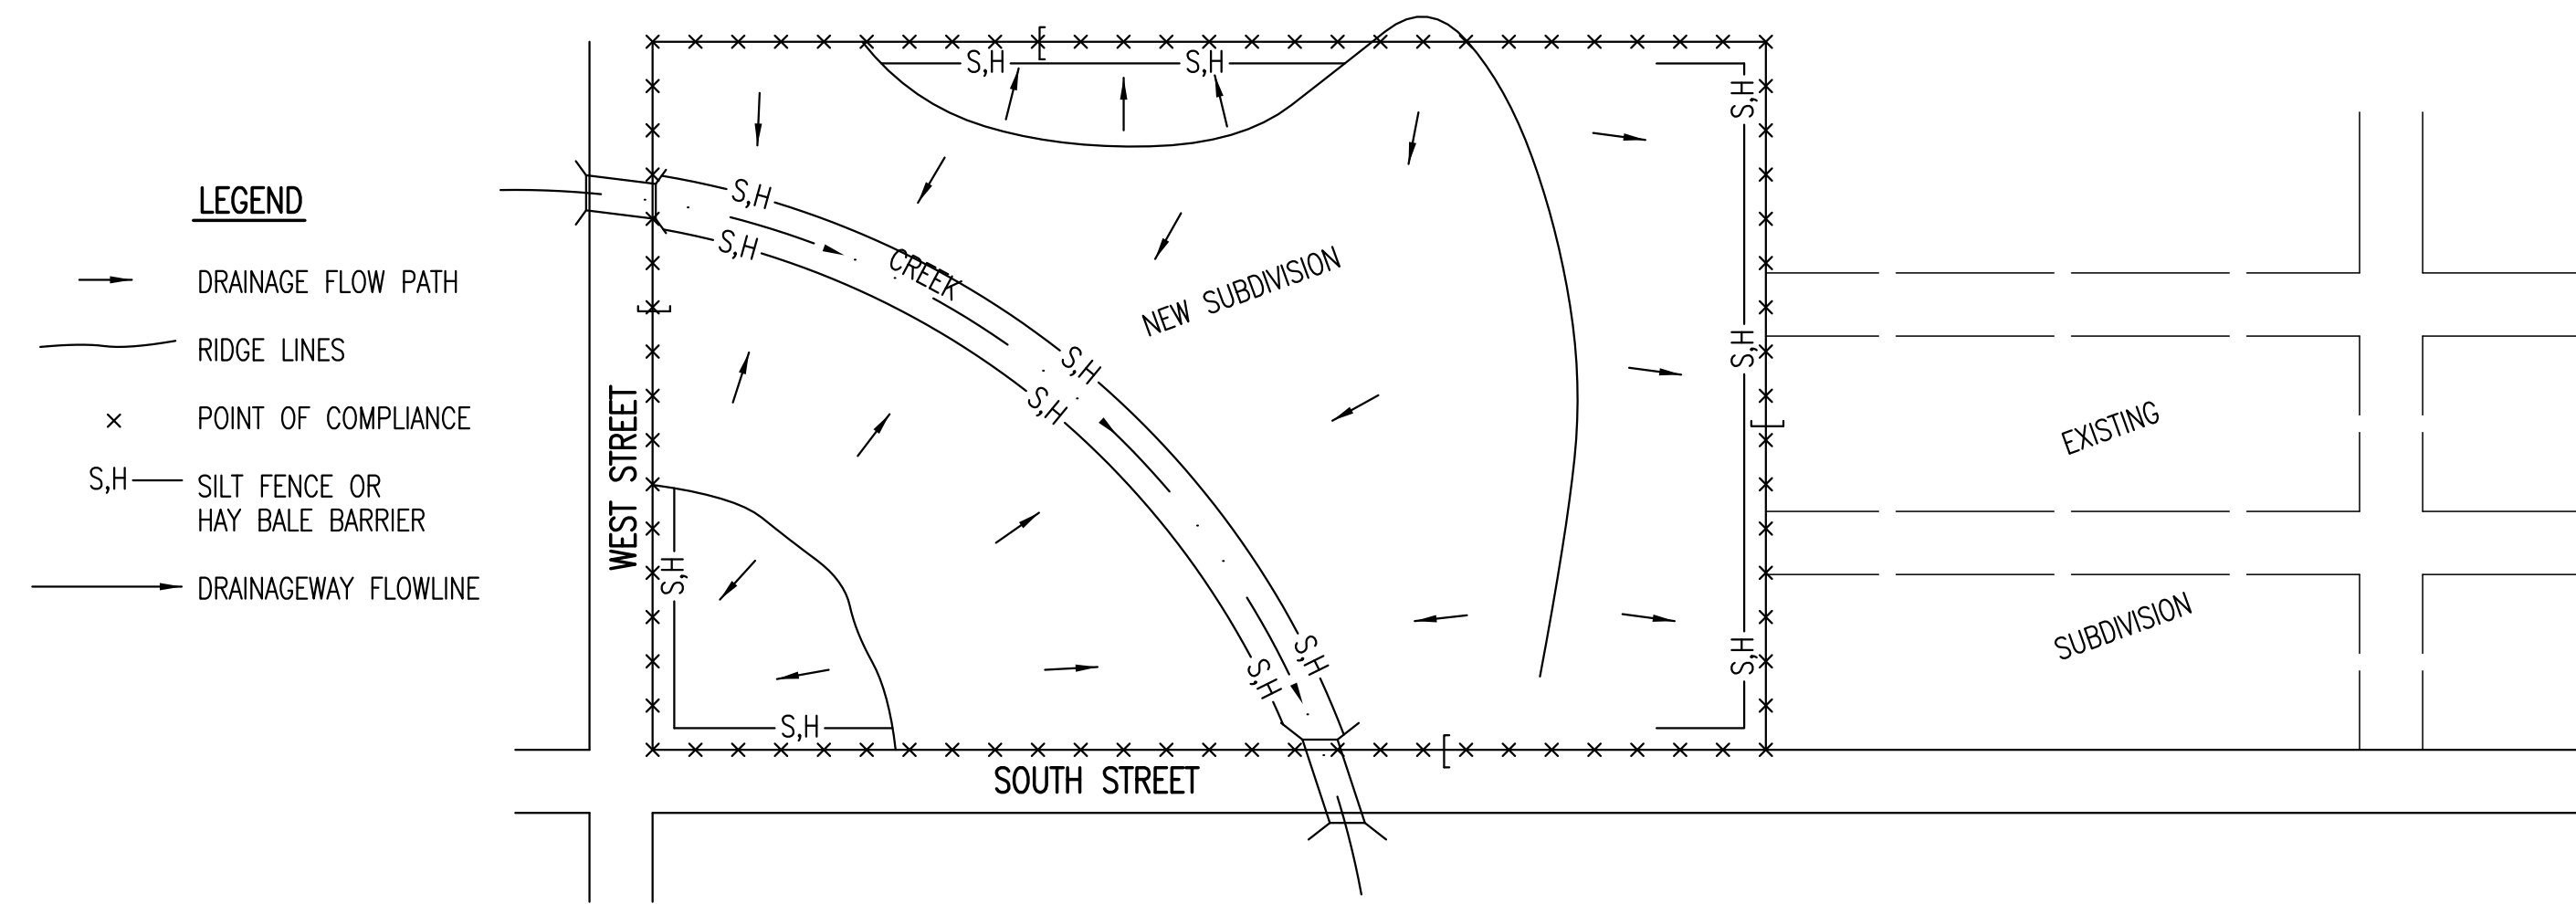 LEGEND
DRAINAGE FLOW PATH
RIDGE LINES
POINT OF COMPLIANCE
S,H
SILT FENCE OR
HAY BALE BARRIER
DRAINAGEWAY FLOWLINE
S,H
S,H
S,H
S,H
S,H
CREEK
NEW SUBDIVISION
S,H
S,H
S,H
WEST STREET
EXISTING
S,H
S,H
S,H
S,H
S,H
SUBDIVISION
SOUTH STREET